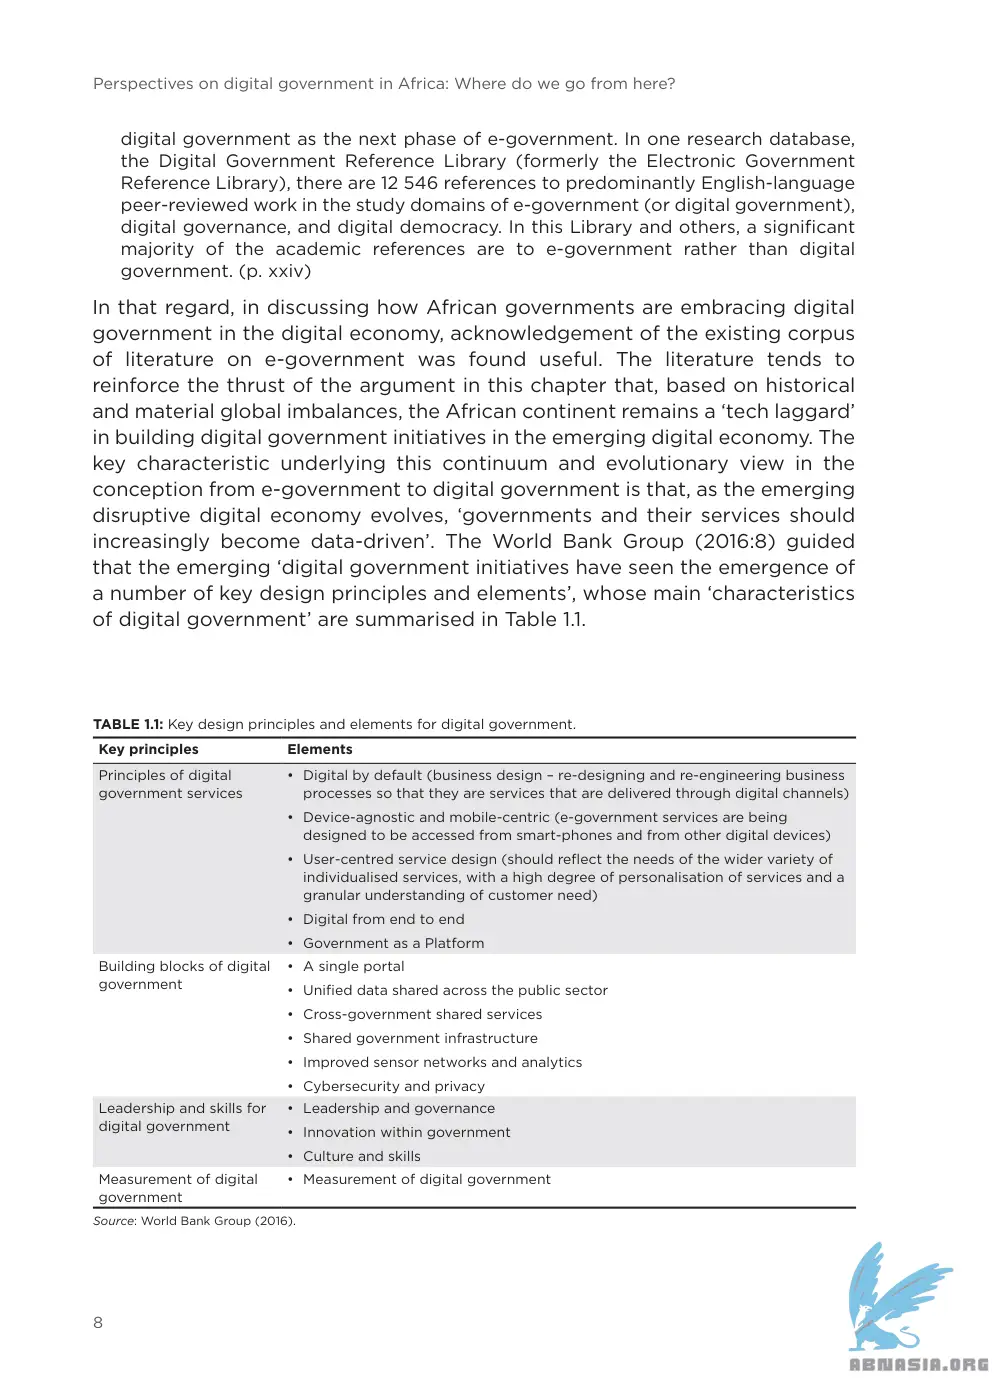 Perspectives on digital government in Africa: Where do we go from here?
digital government as the next phase of e-government. In one research database,
the Digital Government Reference Library (formerly the Electronic Government
Reference Library), there are 12 546 references to predominantly English-language
peer-reviewed work in the study domains of e-government (or digital government),
digital governance, and digital democracy. In this Library and others, a significant
majority of the academic references are to e-government rather than digital
government. (p. xxiv)
In that regard, in discussing how African governments are embracing digital
government in the digital economy, acknowledgement of the existing corpus
of literature on e-government was found useful. The literature tends to
reinforce the thrust of the argument in this chapter that, based on historical
and material global imbalances, the African continent remains a ‘tech laggard’
in building digital government initiatives in the emerging digital economy. The
key characteristic underlying this continuum and evolutionary view in the
conception from e-government to digital government is that, as the emerging
disruptive digital economy evolves, ‘governments and their services should
increasingly become data-driven’. The World Bank Group (2016:8) guided
that the emerging ‘digital government initiatives have seen the emergence of
a number of key design principles and elements’, whose main ‘characteristics
of digital government’ are summarised in Table 1.1.
TABLE 1.1: Key design principles and elements for digital government.
Key principles Elements
Principles of digital
government services
• Digital by default (business design – re-designing and re-engineering business
processes so that they are services that are delivered through digital channels)
• Device-agnostic and mobile-centric (e-government services are being
designed to be accessed from smart-phones and from other digital devices)
• User-centred service design (should reflect the needs of the wider variety of
individualised services, with a high degree of personalisation of services and a
granular understanding of customer need)
• Digital from end to end
• Government as a Platform
Building blocks of digital
government
• A single portal
• Unified data shared across the public sector
• Cross-government shared services
• Shared government infrastructure
• Improved sensor networks and analytics
• Cybersecurity and privacy
Leadership and skills for
digital government
• Leadership and governance
• Innovation within government
• Culture and skills
Measurement of digital
government
• Measurement of digital government
Source: World Bank Group (2016).
8
ABNASIA.ORG